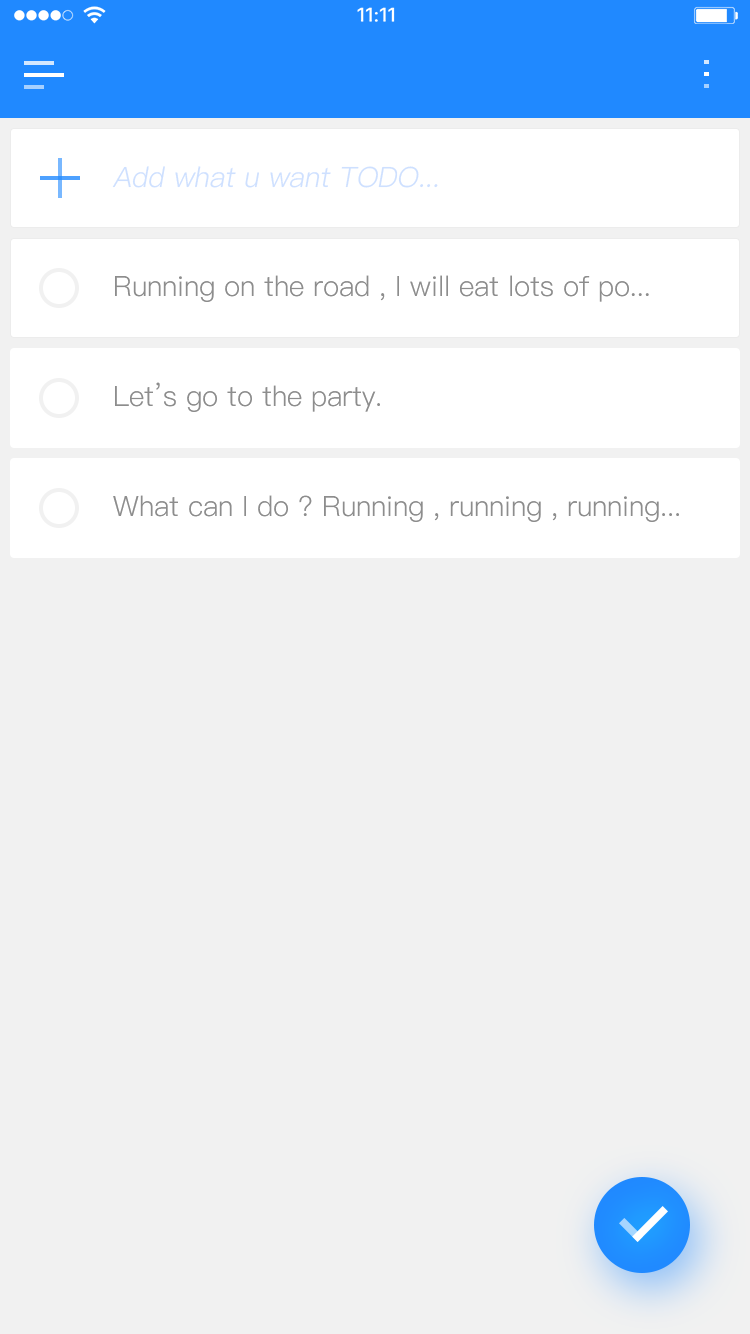 11:11
Add what u want TODO...
Running on the road , I will eat lots of po...
Let’s go to the party.
What can I do ? Running , running , running...